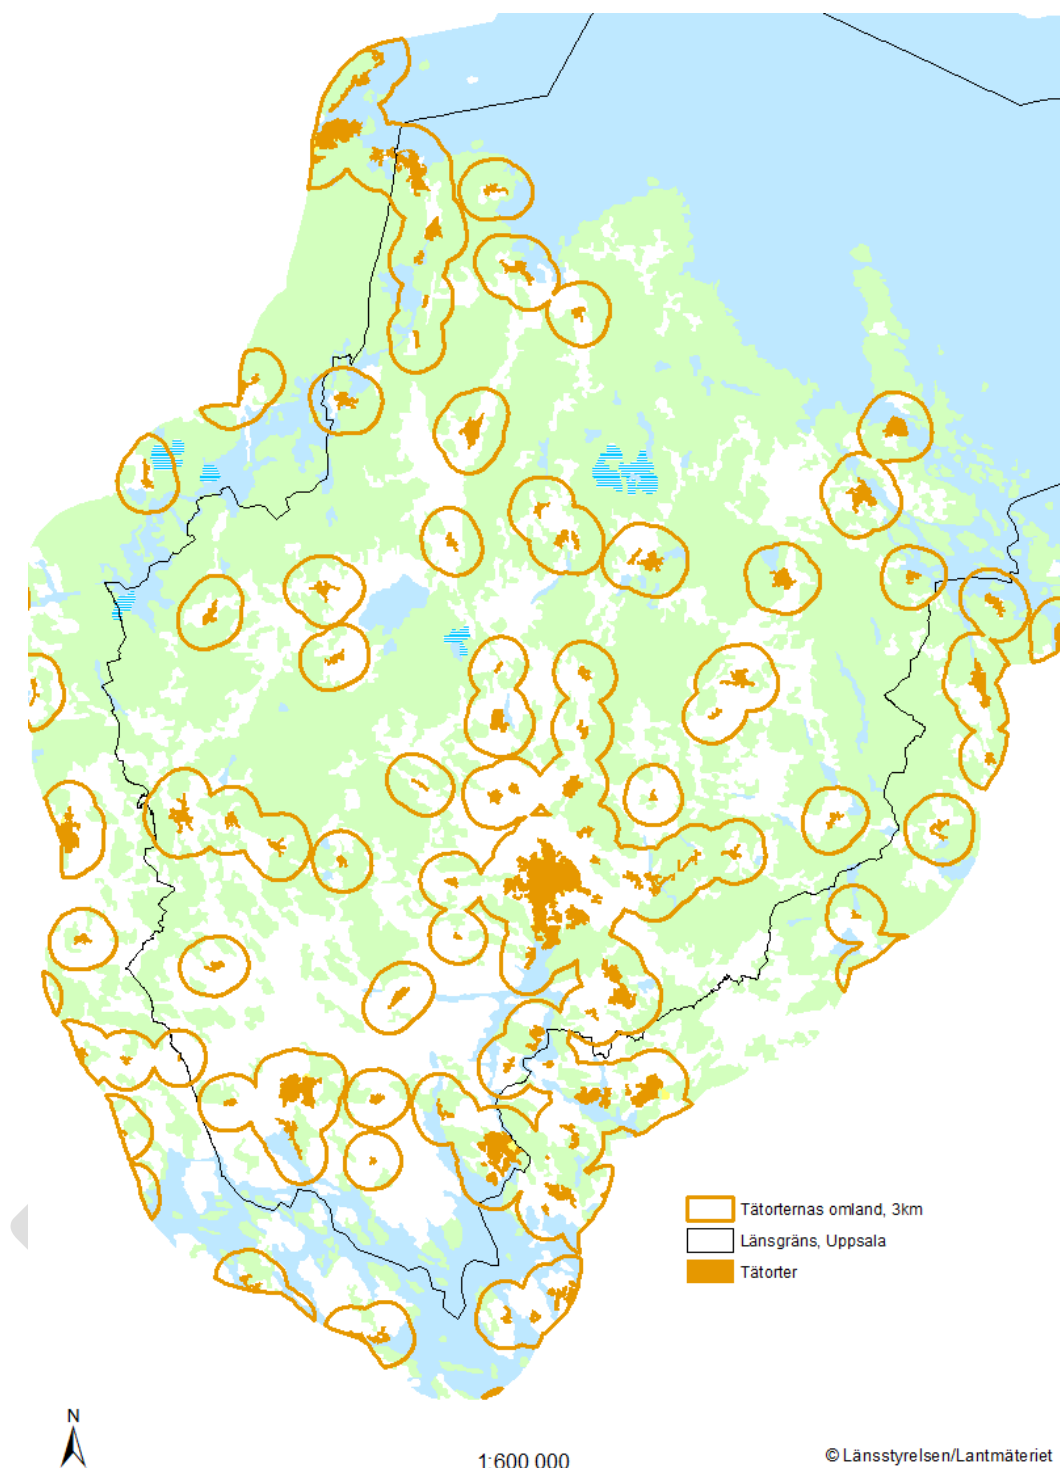 Tätorternas omland, 3km
Länsgräns, Uppsala
Tätorter
N
1:600 000
© Länsstyrelsen/Lantmäteriet